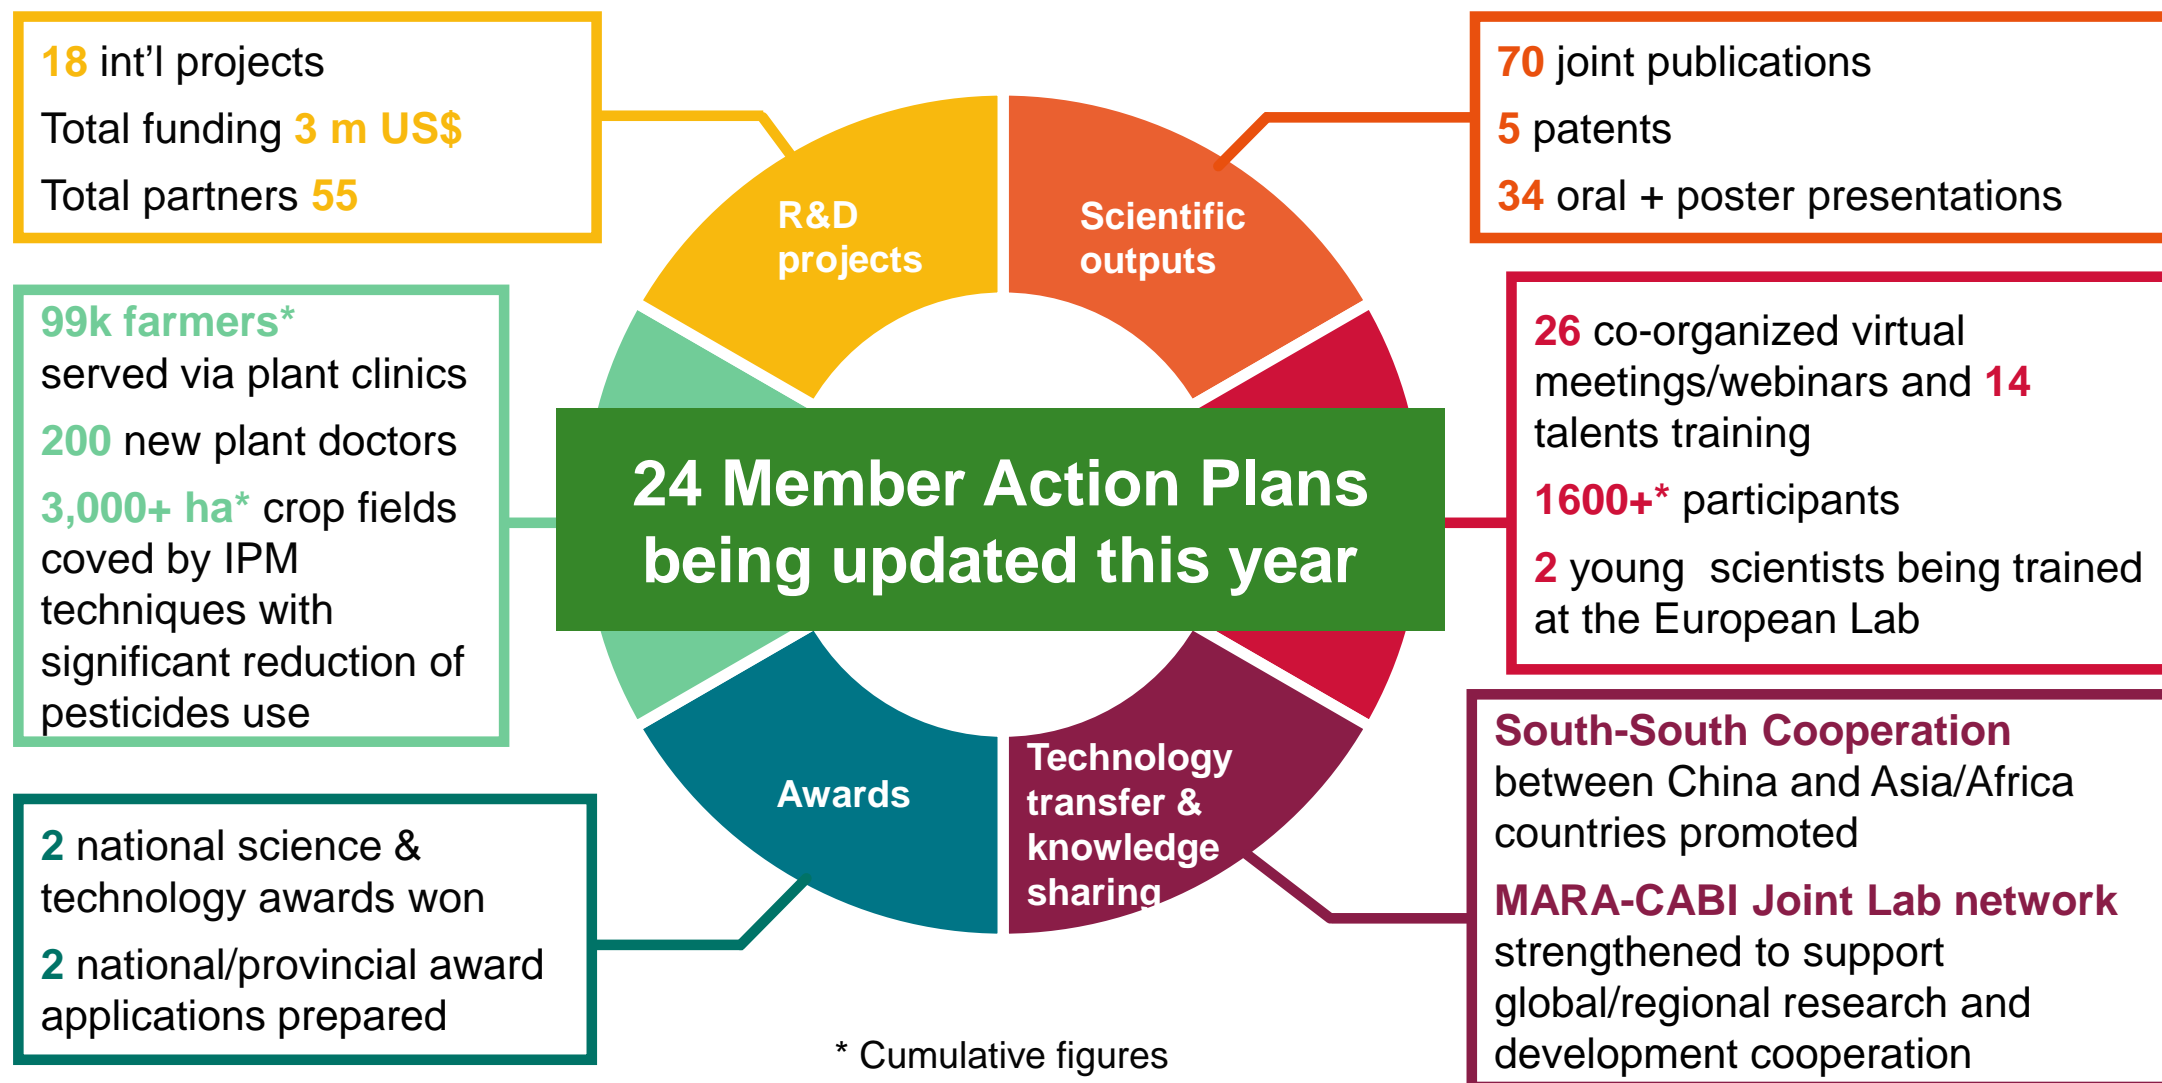 18 int’l projects
Total funding 3 m US$
Total partners 55
70 joint publications
5 patents
34 oral + poster presentations
R&D
projects
Scientific
outputs
99k farmers*
served via plant clinics
200 new plant doctors
3,000+ ha* crop fields
coved by IPM
techniques with
significant reduction of
pesticides use
24 Member Action Plans
being updated this year
26 co-organized virtual
meetings/webinars and 14
talents training
1600+* participants
2 young  scientists being trained
at the European Lab
Awards
Technology
transfer &
knowledge
sharing
2 national science &
technology awards won
2 national/provincial award
applications prepared
South-South Cooperation
between China and Asia/Africa
countries promoted
MARA-CABI Joint Lab network
strengthened to support
global/regional research and
development cooperation
* Cumulative figures